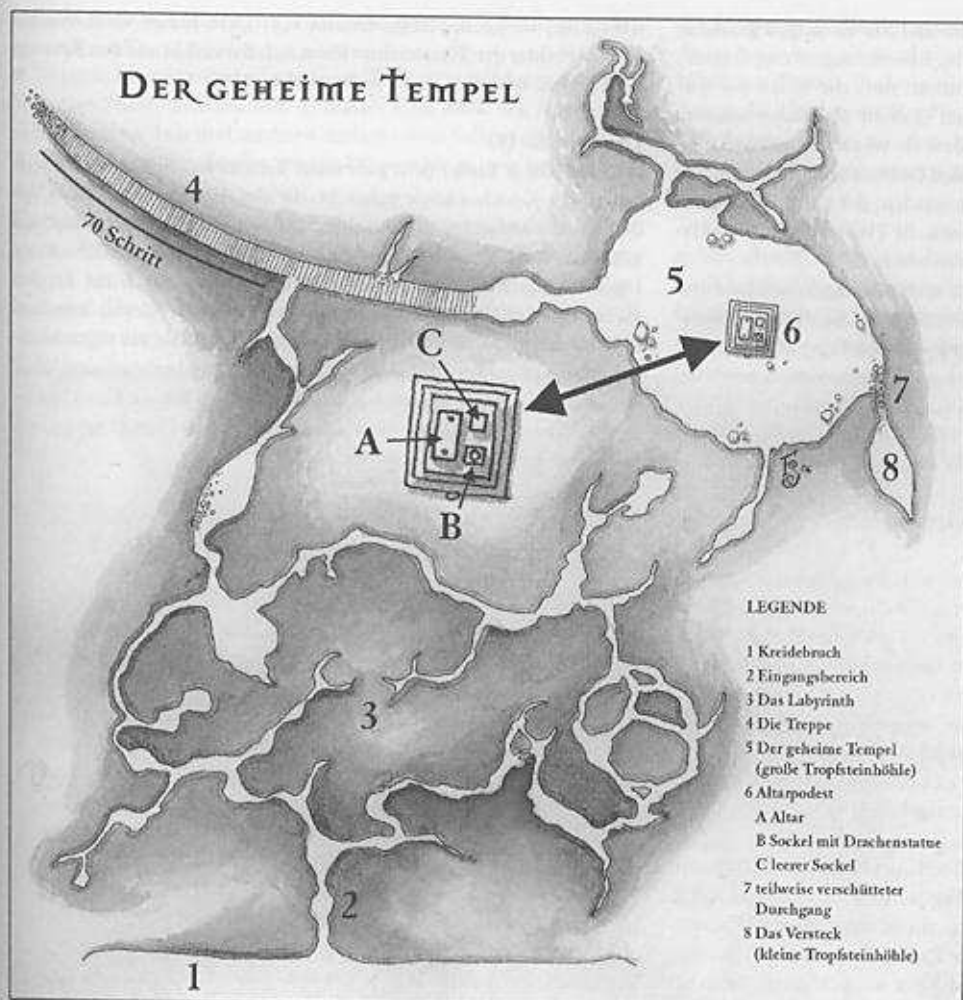 DER GEHEIME TEMPEL
4
70 Schritt
5
C
6
A
7
B
8
LEGENDE
1 Kreidebruch
2 Eingangsbereich
3 Das Labyrinth
4 Die Treppe
5 Der geheime Tempel
(große Tropfsteinhöhle)
6 Altarpodest
A Altar
B Sockel mit Drachenstatue
C leerer Sockel
7 teilweise verschütteter
Durchgang
8 Das Versteck
(kleine Tropfsteinhöhle)
3
2
1